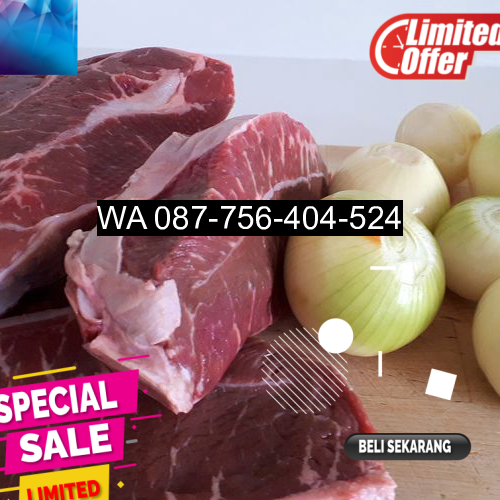 Limited
Offer
WA 087-756-404-524
SPECIAL
SALE
LIMITED
BELI SEKARANG